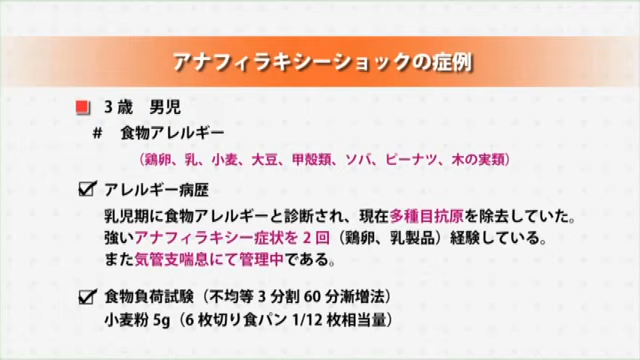 アナフィラキシーショックの症例
3歳 男児
# 食物アレルギー
（鶏卵、乳、小麦、大豆、甲殻類、ソバ、ピーナツ、木の実類）
アレルギー病歴
乳児期に食物アレルギーと診断され、現在多種目抗原を除去していた。
強いアナフィラキシー症状を2回（鶏卵、乳製品）経験している。
また気管支喘息にて管理中である。
食物負荷試験（不均等3分割60分漸増法）
小麦粉5g（6枚切り食パン1/12枚相当量）